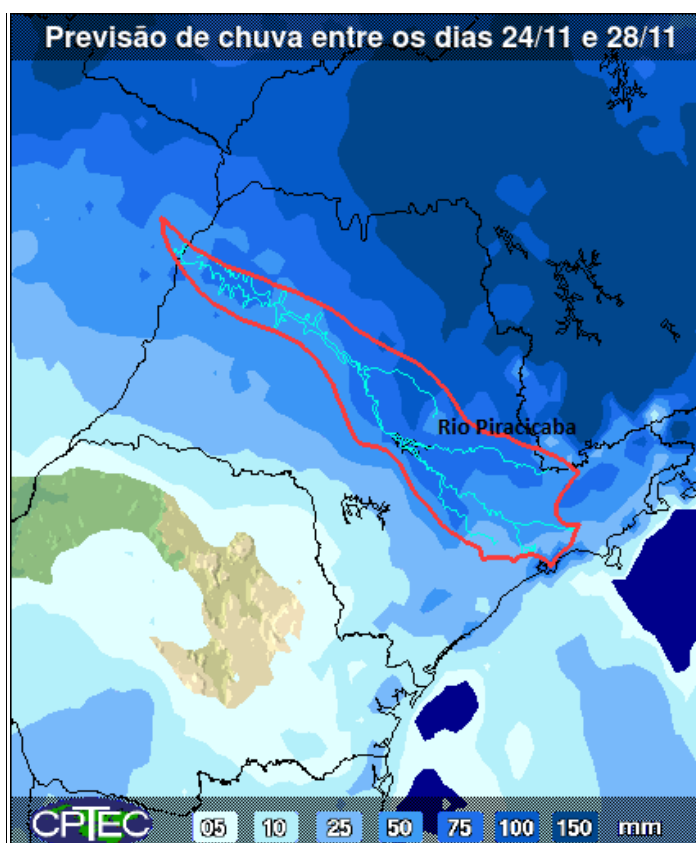 Previsão de chuva entre os dias 24/11 e 28/11
Rio Piracicaba
CPTEC 05 10 25 50 75 100 150 mm